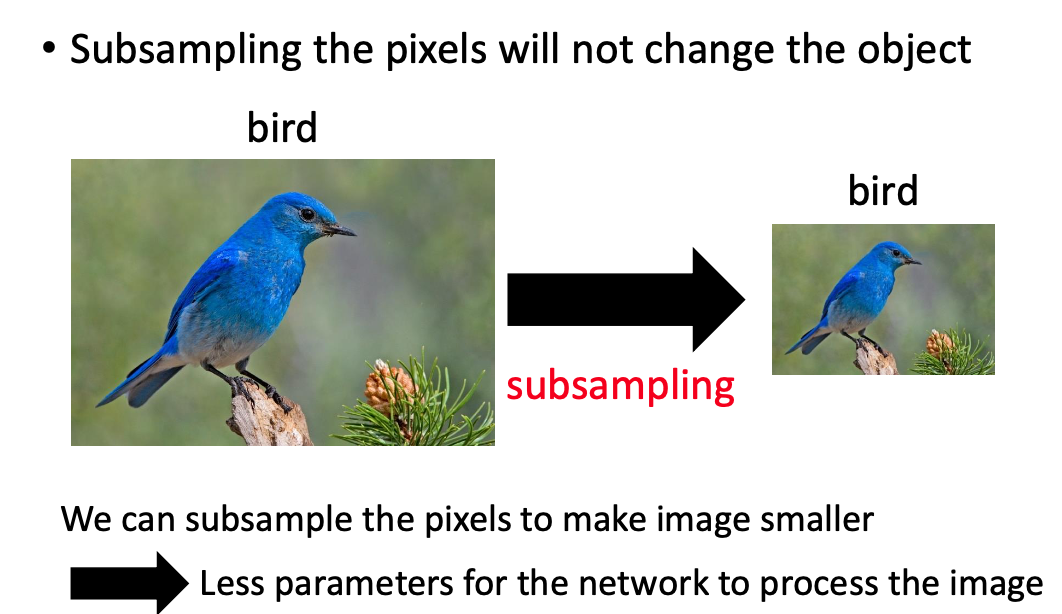 • Subsampling the pixels will not change the object
bird
bird
subsampling
We can subsample the pixels to make image smaller
Less parameters for the network to process the image